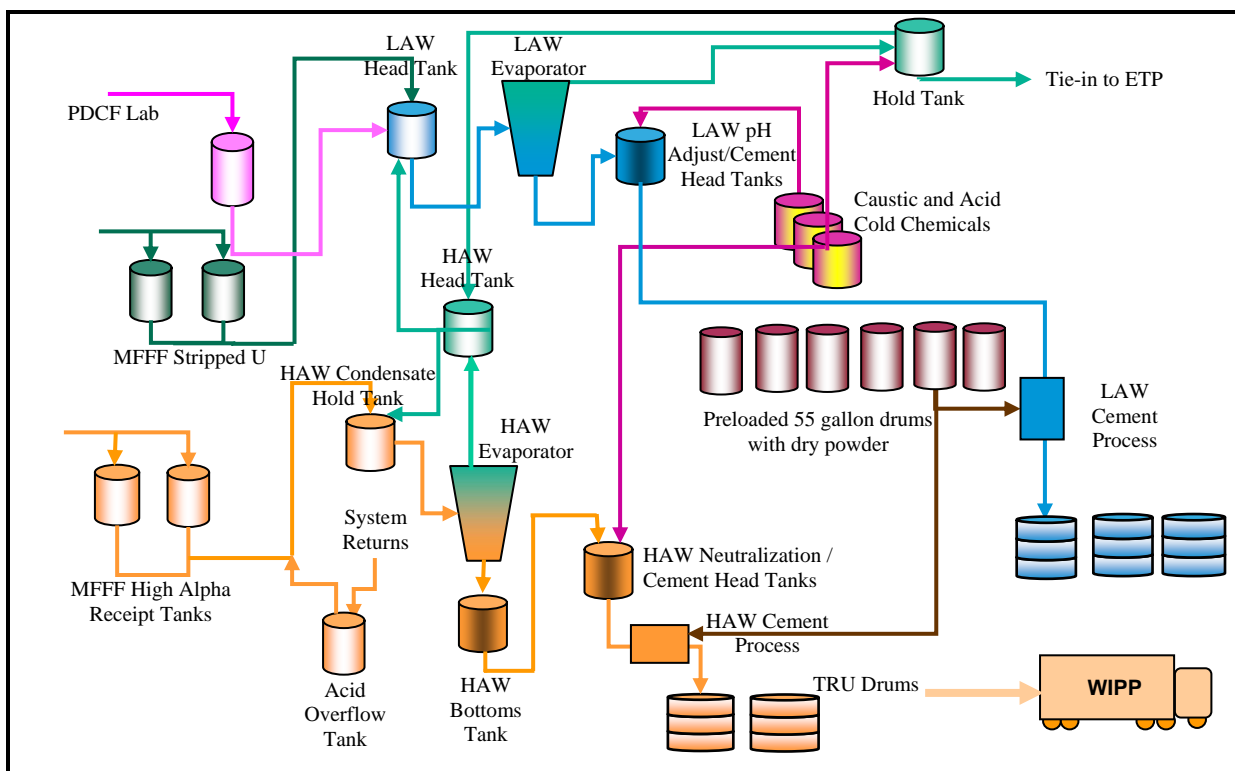 LAW
Head Tank
LAW
Evaporator
Hold Tank
Tie-in to ETP
PDCF Lab
LAW pH
Adjust/Cement
Head Tanks
Caustic and Acid
Cold Chemicals
HAW
Head Tank
MFFF Stripped U
HAW Condensate
Hold Tank
HAW
Evaporator
Preloaded 55 gallon drums
with dry powder
LAW
Cement
Process
System
Returns
MFFF High Alpha
Receipt Tanks
HAW Neutralization /
Cement Head Tanks
HAW Cement
Process
Acid
Overflow
Tank
HAW
Bottoms
Tank
TRU Drums
WIPP